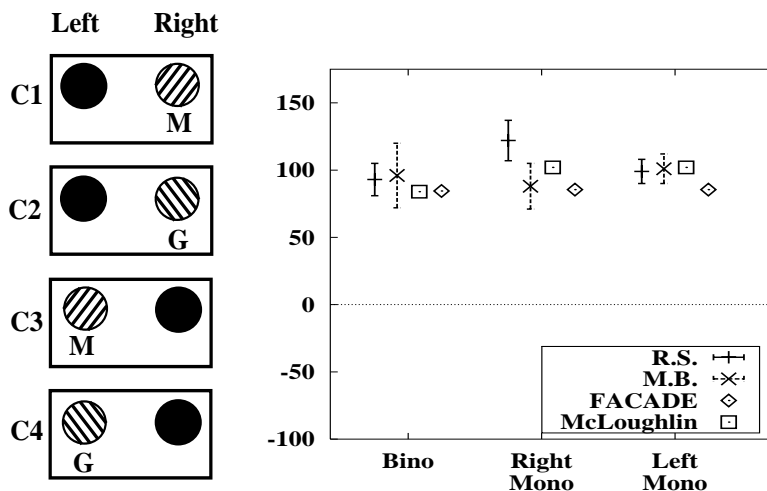 Left Right
C1
M
C2
G
C3
M
C4
G
150
100
50
0
-50
-100
R.S.
M.B.
FACADE
McLoughlin
Bino
Right
Mono
Left
Mono